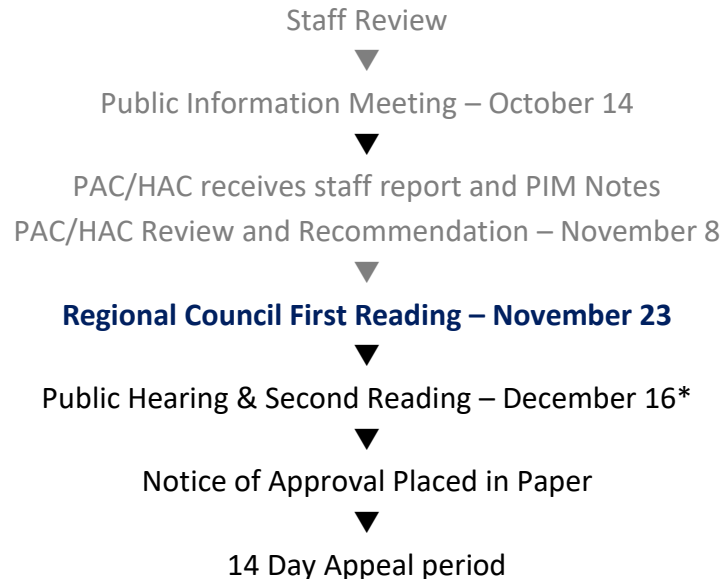 Staff Review
▼
Public Information Meeting – October 14
▼
PAC/HAC receives staff report and PIM Notes
PAC/HAC Review and Recommendation – November 8
▼
Regional Council First Reading – November 23
▼
Public Hearing & Second Reading – December 16*
▼
Notice of Approval Placed in Paper
▼
14 Day Appeal period